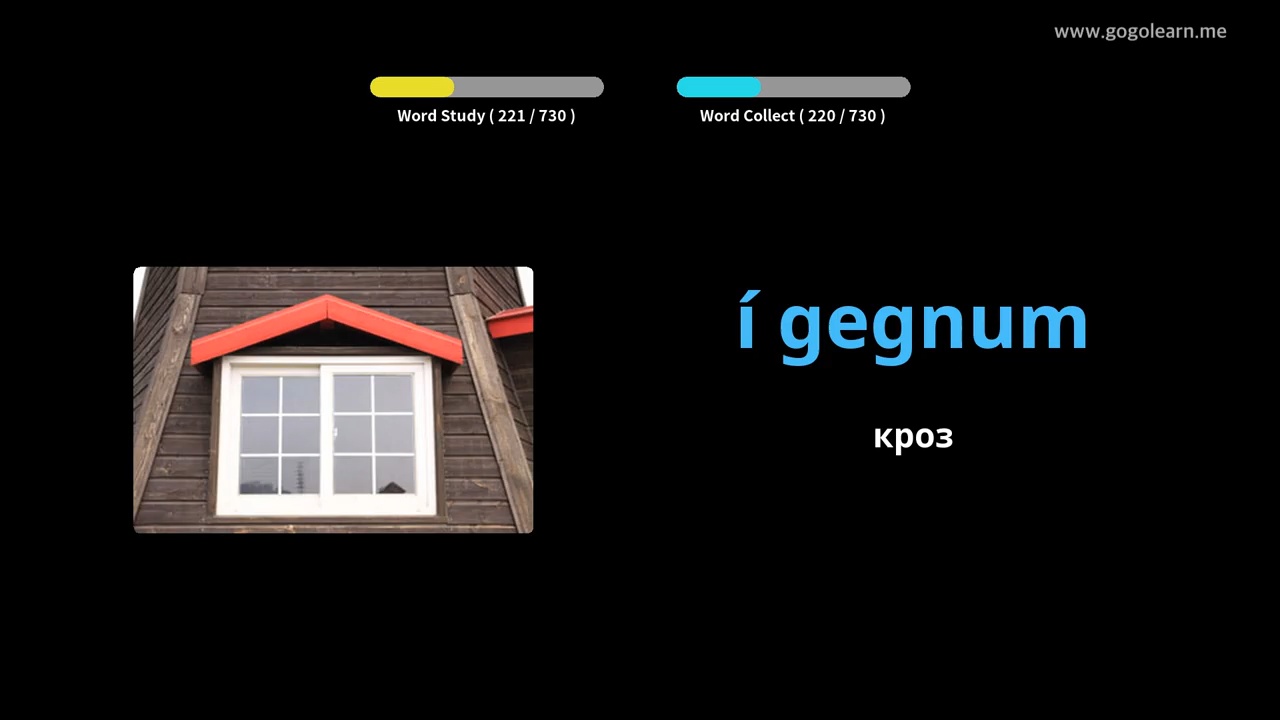 www.gogolearn.me
Word Study ( 221 / 730 )
Word Collect ( 220 / 730 )
í gegnum
кроз